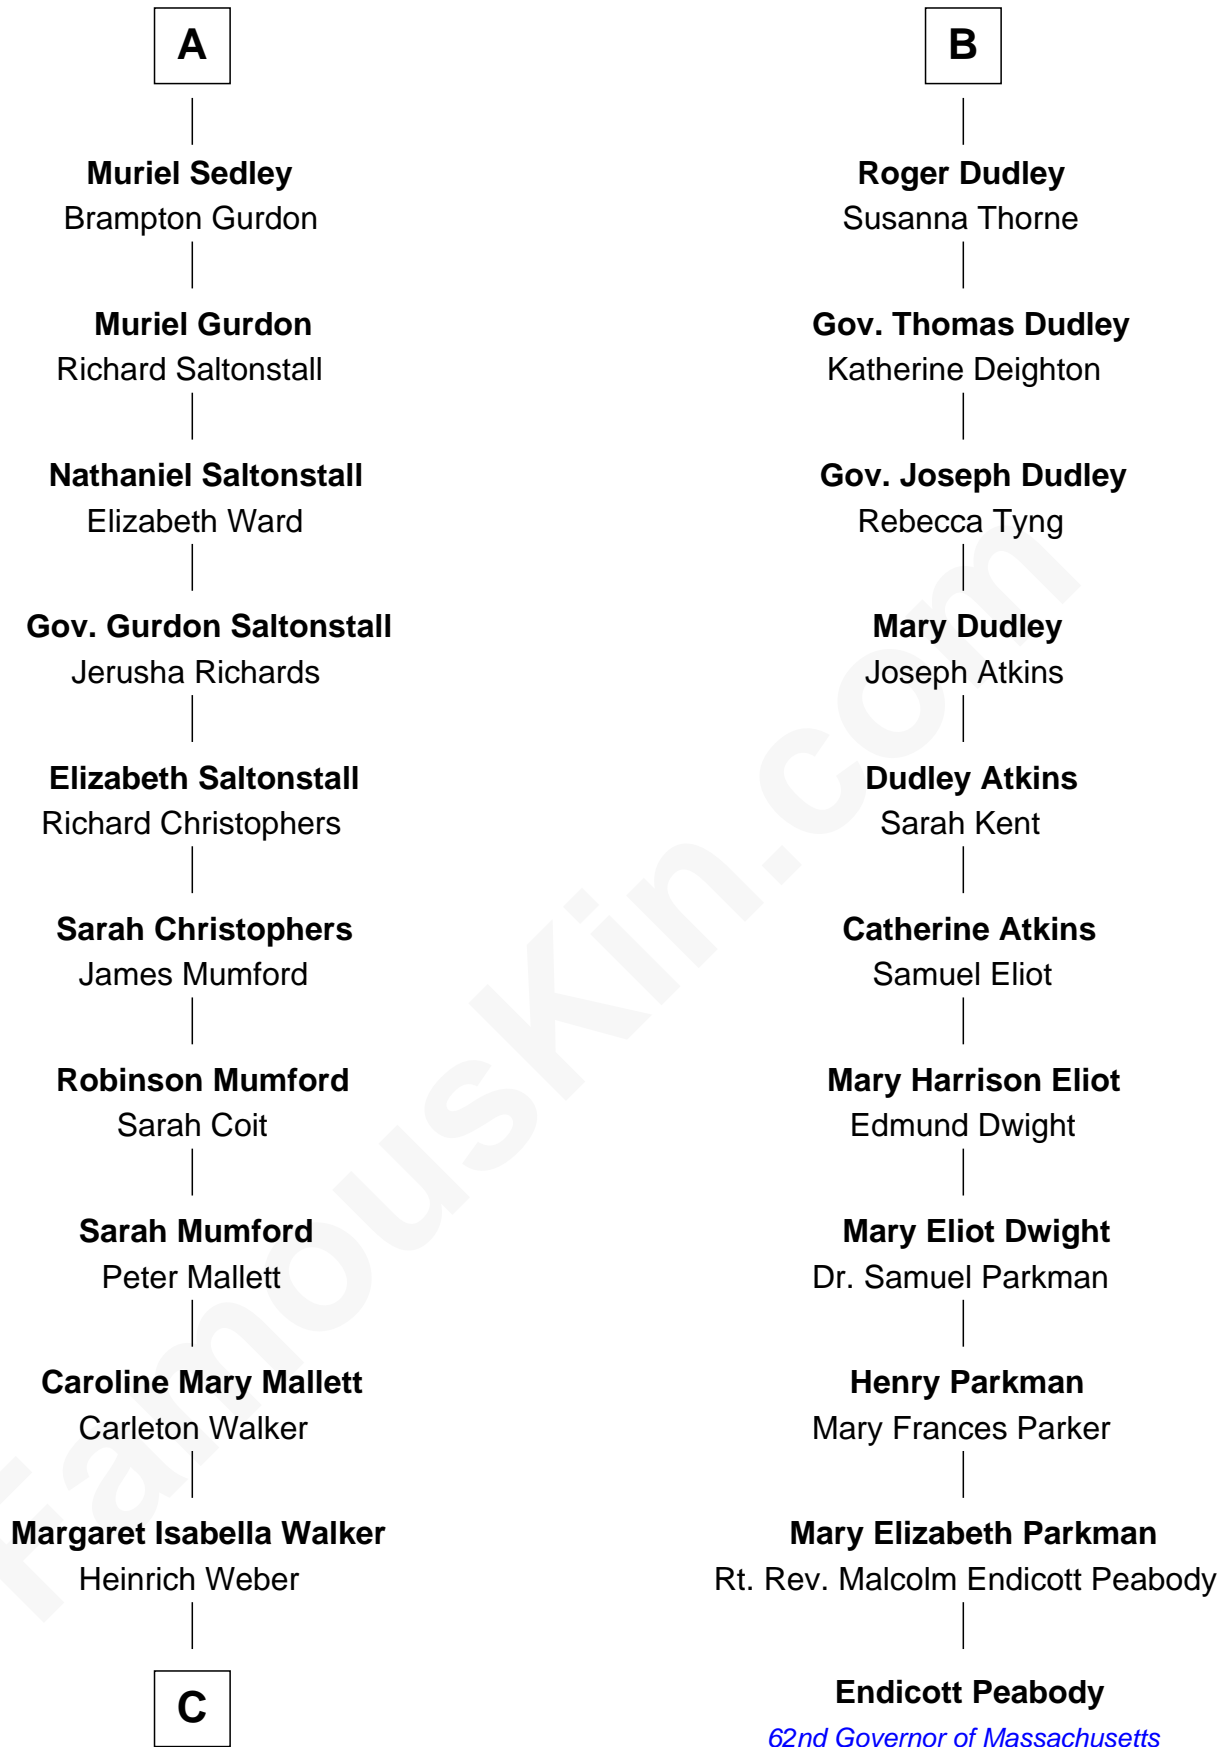 A
Muriel Sedley
Brampton Gurdon
Muriel Gurdon
Richard Saltonstall
Nathaniel Saltonstall
Elizabeth Ward
Gov. Gurdon Saltonstall
Jerusha Richards
Elizabeth Saltonstall
Richard Christophers
Sarah Christophers
James Mumford
Robinson Mumford
Sarah Coit
Sarah Mumford
Peter Mallett
Caroline Mary Mallett
Carleton Walker
Margaret Isabella Walker
Heinrich Weber
C
B
Roger Dudley
Susanna Thorne
Gov. Thomas Dudley
Katherine Deighton
Gov. Joseph Dudley
Rebecca Tyng
Mary Dudley
Joseph Atkins
Dudley Atkins
Sarah Kent
Catherine Atkins
Samuel Eliot
Mary Harrison Eliot
Edmund Dwight
Mary Eliot Dwight
Dr. Samuel Parkman
Henry Parkman
Mary Frances Parker
Mary Elizabeth Parkman
Rt. Rev. Malcolm Endicott Peabody
Endicott Peabody
62nd Governor of Massachusetts
FamousKin.com